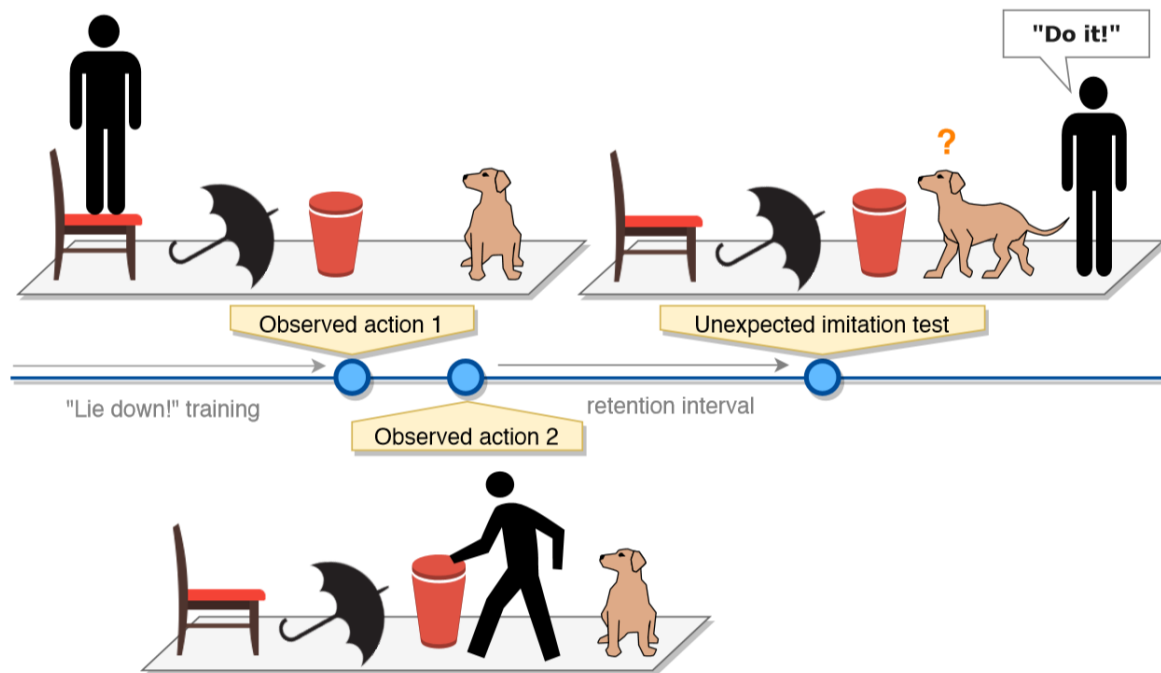 "Do it!"
Observed action 1
Unexpected imitation test
"Lie down!" training
retention interval
Observed action 2